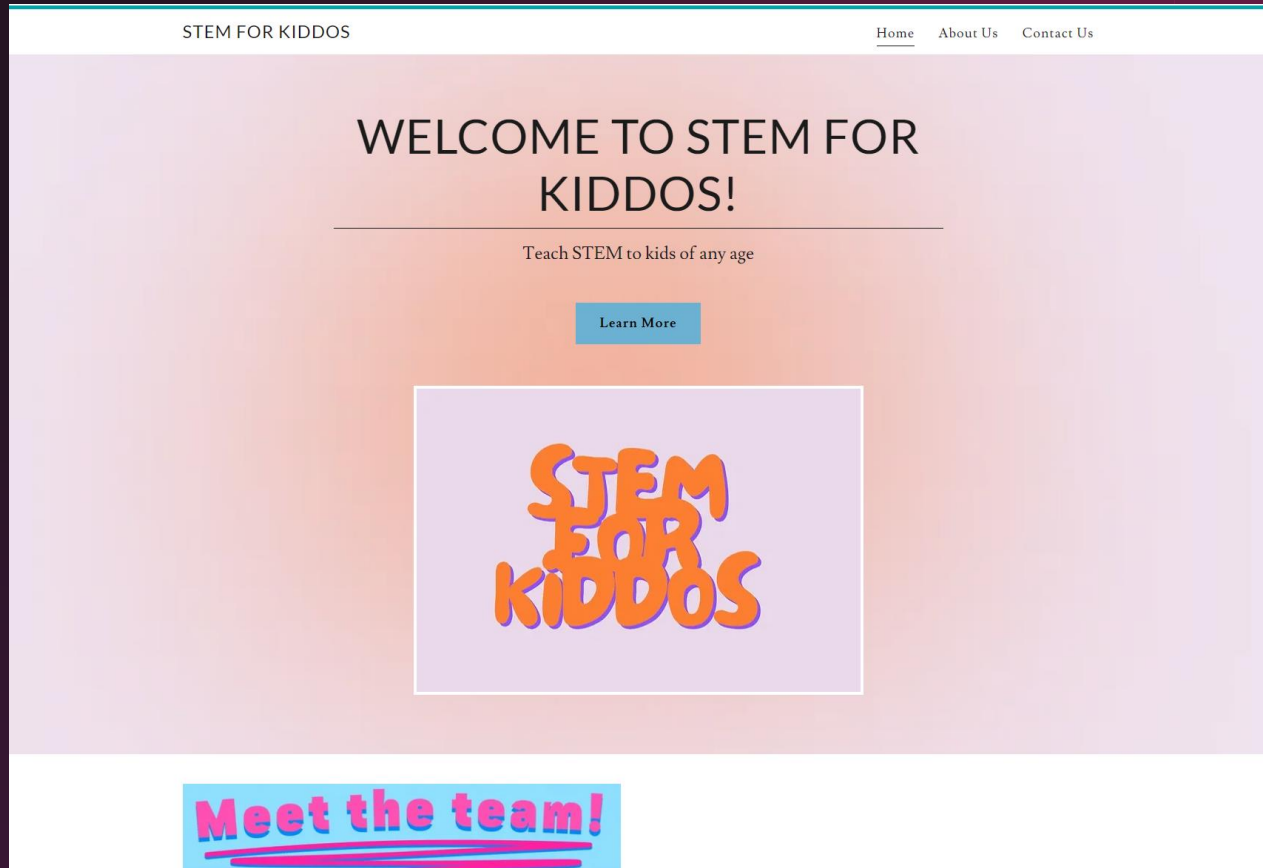 STEM FOR KIDDOS
Home About Us Contact Us
WELCOME TO STEM FOR
KIDDOS!
Teach STEM to kids of any age
Learn More
STEM
FOR
KiDDOS
Meet the team!